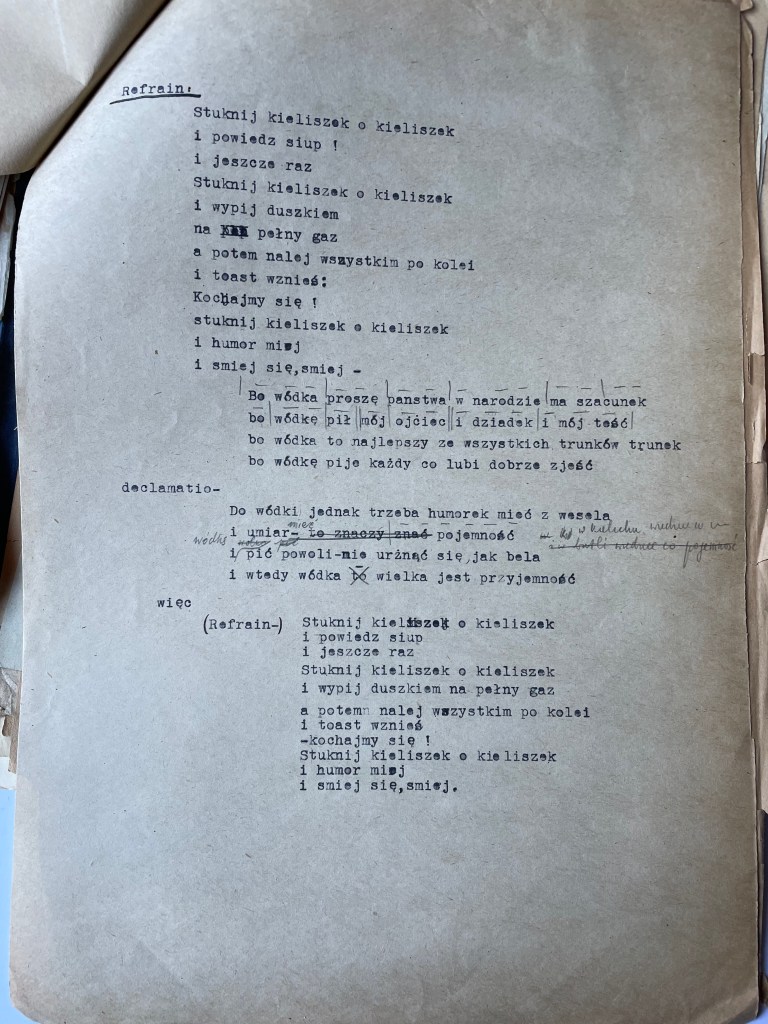 Refrain:
Stuknij kieliszek o kieliszek
i powiedz siup !
i jeszcze raz
Stuknij kieliszek o kieliszek
i wypij duszkiem
na pełny gaz
a potem nalej wszystkim po kolei
i toast wznieś:
Kochajmy się !
stuknij kieliszek o kieliszek
i humor miej
i smiej się,smiej -
Bo wódka proszę państwa w narodzie ma szacunek
bo wódkę pił mój ojciec i dziadek i mój teść
bo wódka to najlepszy ze wszystkich trunków trunek
bo wódkę pije każdy co lubi dobrze zjeść
declamatio-
Do wódki jednak trzeba humorek mieć z wesela
mieć
i umiar- to znaczy znać pojemność
wódkę
i pić powoli-nie urżnąć się,jak bela
i wtedy wódka to wielka jest przyjemność
więc
(Refrain-) Stuknij kieliszek o kieliszek
i powiedz siup
i jeszcze raz
Stuknij kieliszek o kieliszek
i wypij duszkiem na pełny gaz
a potemn nalej wszystkim po kolei
i toast wznieś
-kochajmy się !
Stuknij kieliszek o kieliszek
i humor miej
i smiej się,smiej.